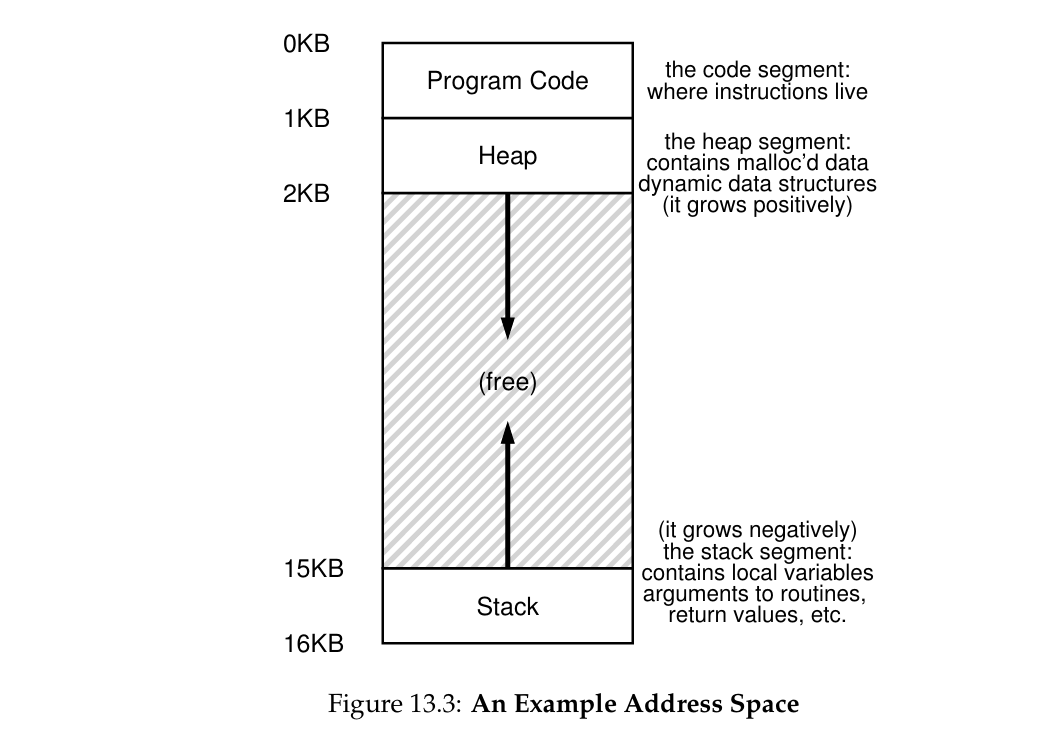 0KB
Program Code
the code segment:
where instructions live
1KB
Heap
the heap segment:
contains malloc'd data
dynamic data structures
(it grows positively)
2KB
(free)
(it grows negatively)
the stack segment:
contains local variables
arguments to routines,
return values, etc.
15KB
Stack
16KB
Figure 13.3: An Example Address Space